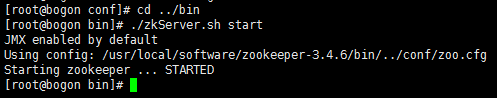 [root@bogon conf]# cd ../bin
[root@bogon bin]# ./zkServer.sh start
JMX enabled by default
Using config: /usr/local/software/zookeeper-3.4.6/bin/../conf/zoo.cfg
Starting zookeeper ... STARTED
[root@bogon bin]#